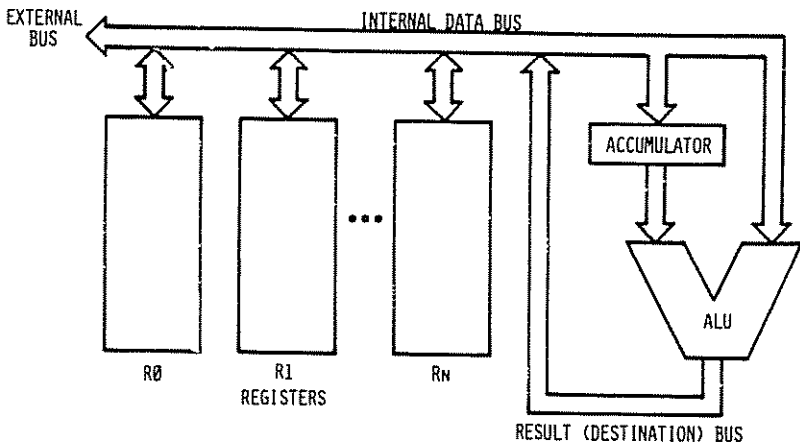 EXTERNAL
BUS
INTERNAL DATA BUS
ACCUMULATOR
ALU
RØ
R1
RN
REGISTERS
RESULT (DESTINATION) BUS